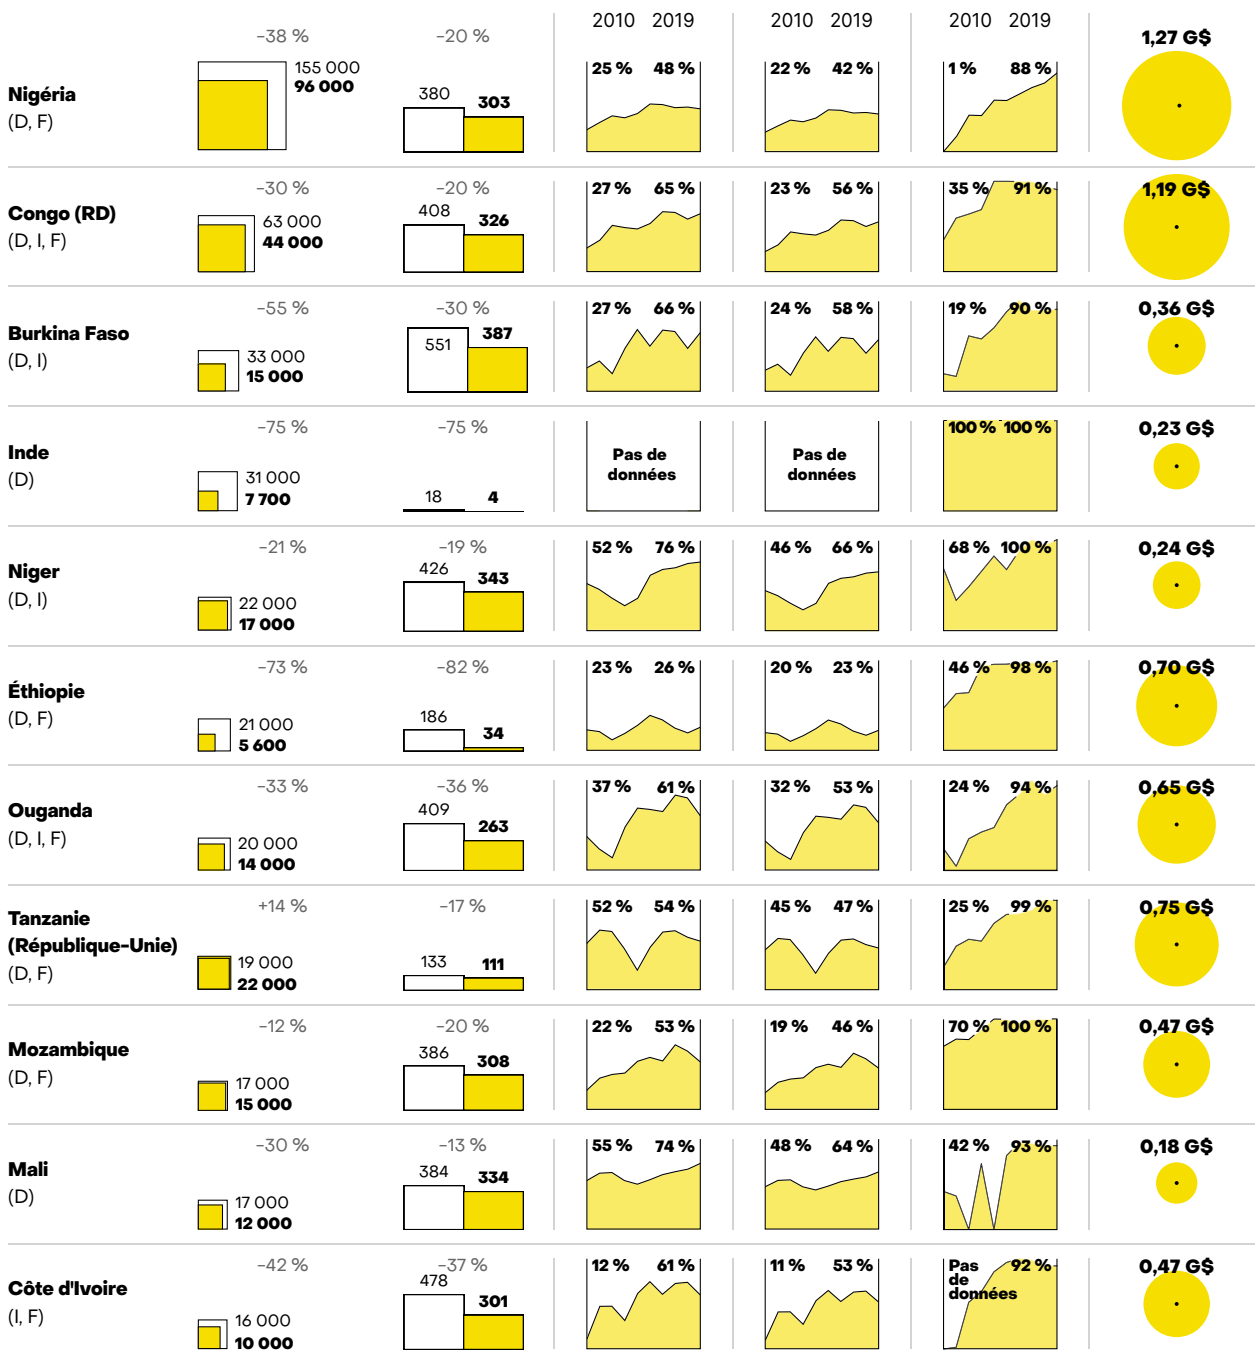 2010 2019 2010 2019 2010 2019
Nigéria
(D, F)
-38 %
155 000
96 000
-20 %
380 303
25 % 48 %
22 % 42 %
1 % 88 %
1,27 G$
Congo (RD)
(D, I, F)
-30 %
63 000
44 000
-20 %
408 326
27 % 65 %
23 % 56 %
35 % 91 %
1,19 G$
Burkina Faso
(D, I)
-55 %
33 000
15 000
-30 %
551 387
27 % 66 %
24 % 58 %
19 % 90 %
0,36 G$
Inde
(D)
-75 %
31 000
7 700
-75 %
18 4
Pas de
données
Pas de
données
100 % 100 %
0,23 G$
Niger
(D, I)
-21 %
22 000
17 000
-19 %
426 343
52 % 76 %
46 % 66 %
68 % 100 %
0,24 G$
Éthiopie
(D, F)
-73 %
21 000
5 600
-82 %
186 34
23 % 26 %
20 % 23 %
46 % 98 %
0,70 G$
Ouganda
(D, I, F)
-33 %
20 000
14 000
-36 %
409 263
37 % 61 %
32 % 53 %
24 % 94 %
0,65 G$
Tanzanie
(République-Unie)
(D, F)
+14 %
19 000
22 000
-17 %
133 111
52 % 54 %
45 % 47 %
25 % 99 %
0,75 G$
Mozambique
(D, F)
-12 %
17 000
15 000
-20 %
386 308
22 % 53 %
19 % 46 %
70 % 100 %
0,47 G$
Mali
(D)
-30 %
17 000
12 000
-13 %
384 334
55 % 74 %
48 % 64 %
42 % 93 %
0,18 G$
Côte d'Ivoire
(I, F)
-42 %
16 000
10 000
-37 %
478 301
12 % 61 %
11 % 53 %
Pas
de
données
92 %
0,47 G$